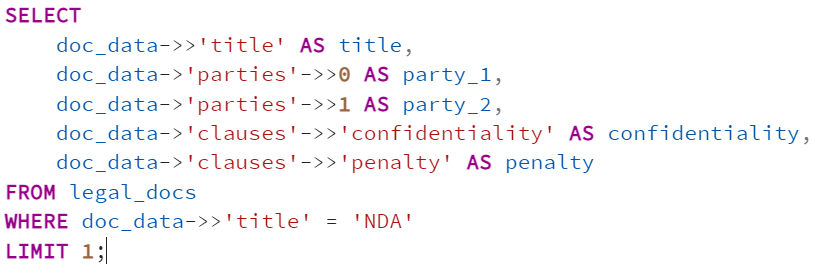 SELECT
    doc_data->>'title' AS title,
    doc_data->'parties'->>0 AS party_1,
    doc_data->'parties'->>1 AS party_2,
    doc_data->'clauses'->>'confidentiality' AS confidentiality,
    doc_data->'clauses'->>'penalty' AS penalty
FROM legal_docs
WHERE doc_data->>'title' = 'NDA'
LIMIT 1;